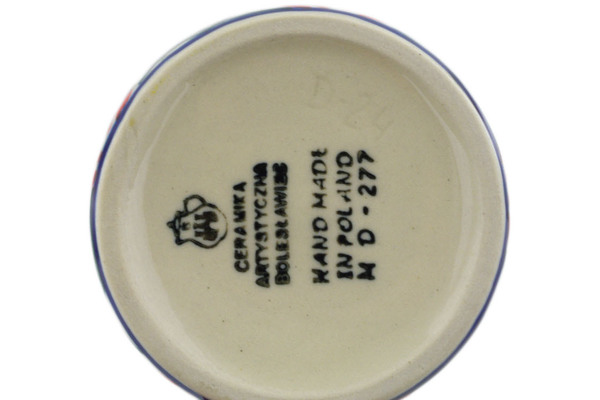 CERAMIKA
ARTYSTYCZNA
BOLESŁAWIEC
HAND MADE
IN POLAND
M D - 277